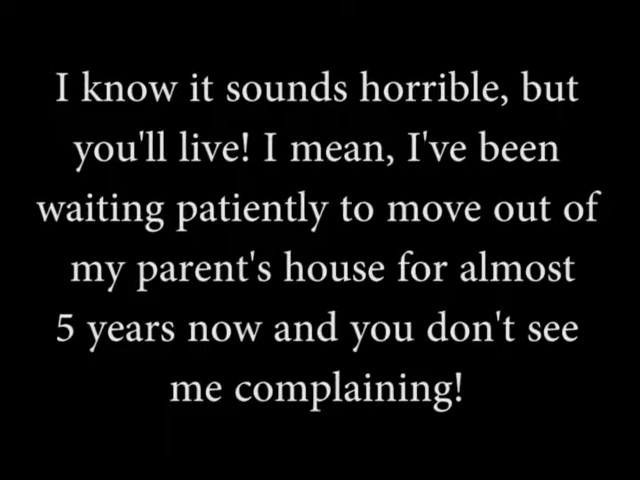 I know it sounds horrible, but
you'll live! I mean, I've been
waiting patiently to move out of
my parent's house for almost
5 years now and you don't see
me complaining!